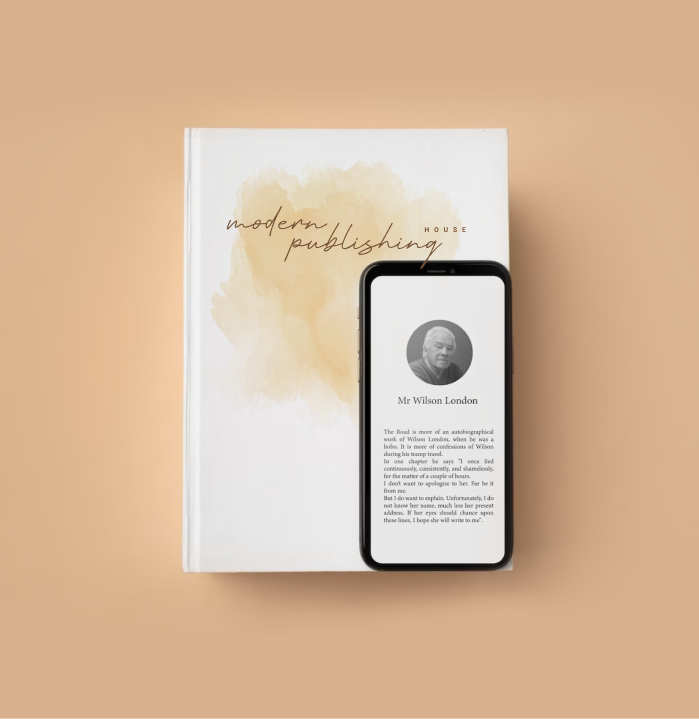 modern
HOUSE
publishing
Mr Wilson London
The Road is more of an autobiographical
work of Wilson London, when he was a
hobo. It is more of confessions of Wilson
during his tramp travel.
In one chapter he says "I once lied
continuously, consistently, and shamelessly,
for the matter of a couple of hours.
I don't want to apologize to her. Far be it
from me.
But I do want to explain. Unfortunately, I do
not know her name, much less her present
address. If her eyes should chance upon
these lines, I hope she will write to me".